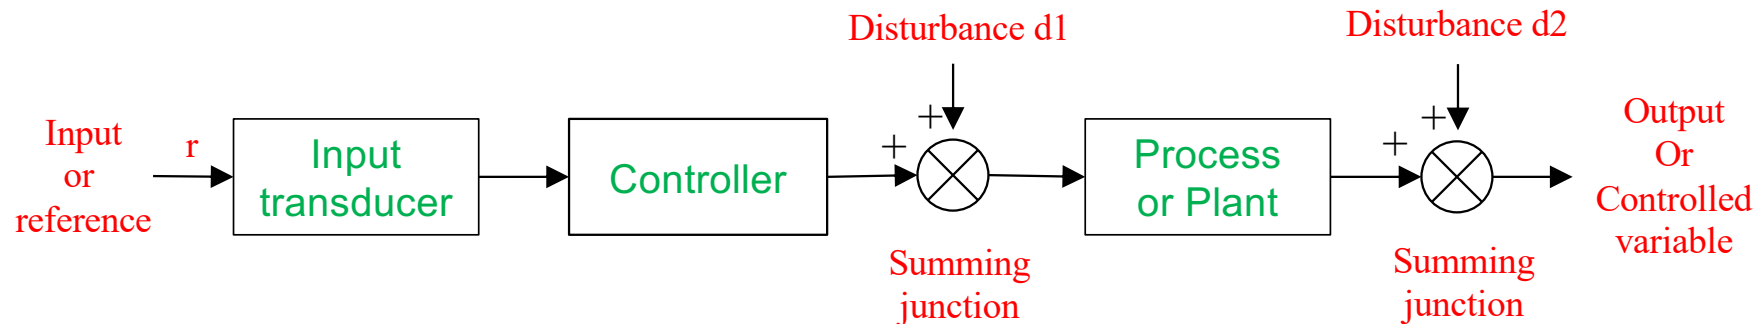 Input
or
reference
r
Input
transducer
Controller
Disturbance d1
+
+
Summing
junction
Process
or Plant
Disturbance d2
+
+
Summing
junction
Output
Or
Controlled
variable